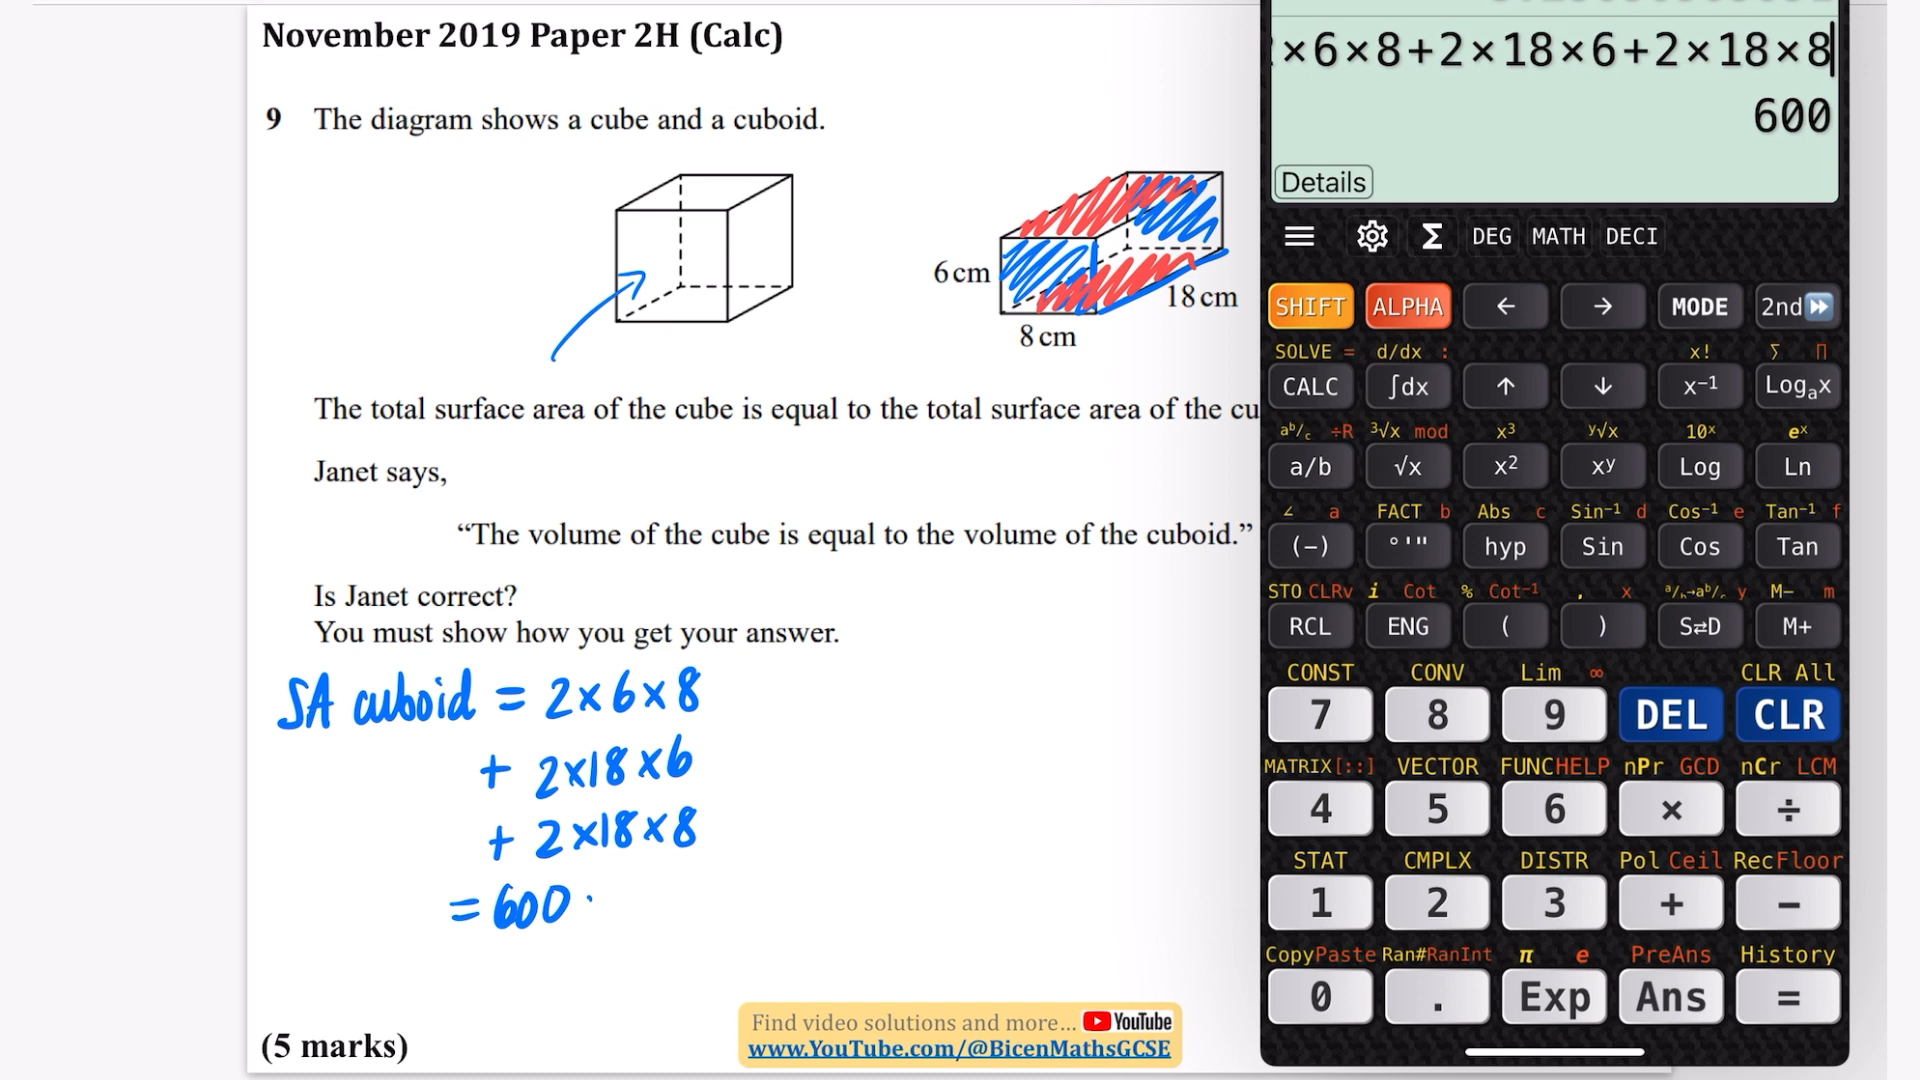 November 2019 Paper 2H (Calc)
9 The diagram shows a cube and a cuboid.
6 cm
18 cm
8 cm
The total surface area of the cube is equal to the total surface area of the cu
Janet says,
“The volume of the cube is equal to the volume of the cuboid.”
Is Janet correct?
You must show how you get your answer.
SA cuboid = 2×6×8
+ 2×18×6
+ 2×18×8
= 600
(5 marks)
Find video solutions and more... YouTube
www.YouTube.com/@BicenMathsGCSE
×6×8+2×18×6+2×18×8
600
Details
Σ DEG MATH DECI
SHIFT ALPHA ← → MODE 2nd
SOLVE = d/dx : x! ∑ ∏
CALC ∫dx ↑ ↓ x⁻¹ Logₐx
aᵇ/꜀ ÷R ³√x mod x³ ʸ√x 10ˣ eˣ
a/b √x x² xʸ Log Ln
∠ a FACT b Abs c Sin⁻¹ d Cos⁻¹ e Tan⁻¹ f
(−) °'" hyp Sin Cos Tan
STO CLRv i Cot % Cot⁻¹ , x y M− m
RCL ENG ( ) S⇄D M+
CONST CONV Lim ∞ CLR All
7 8 9 DEL CLR
MATRIX[::] VECTOR FUNCHELP nPr GCD nCr LCM
4 5 6 × ÷
STAT CMPLX DISTR Pol Ceil RecFloor
1 2 3 + −
CopyPaste Ran#RanInt π e PreAns History
0 . Exp Ans =